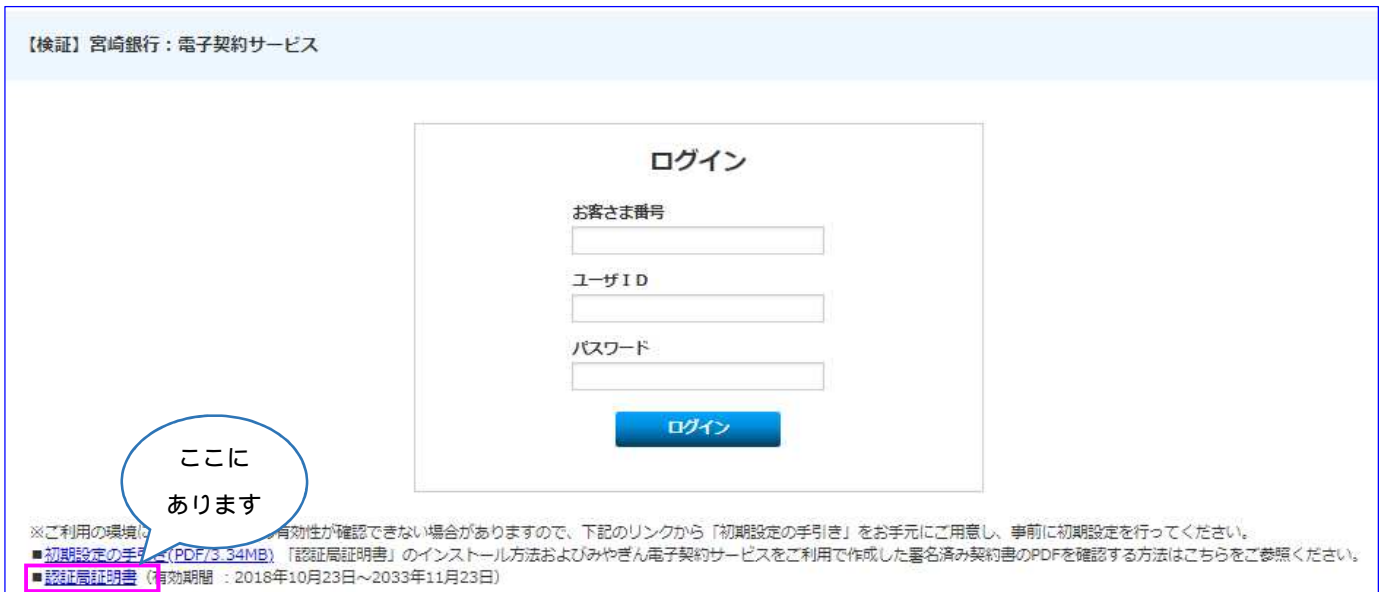 【検証】宮崎銀行：電子契約サービス
ログイン
お客さま番号
ユーザＩＤ
パスワード
ログイン
ここに
あります
※ご利用の環境に 有効性が確認できない場合がありますので、下記のリンクから「初期設定の手引き」をお手元にご用意し、事前に初期設定を行ってください。
■初期設定の手引き(PDF/3.34MB) 「認証局証明書」のインストール方法およびみやぎん電子契約サービスをご利用で作成した署名済み契約書のPDFを確認する方法はこちらをご参照ください。
■認証局証明書（有効期間 ：2018年10月23日～2033年11月23日）